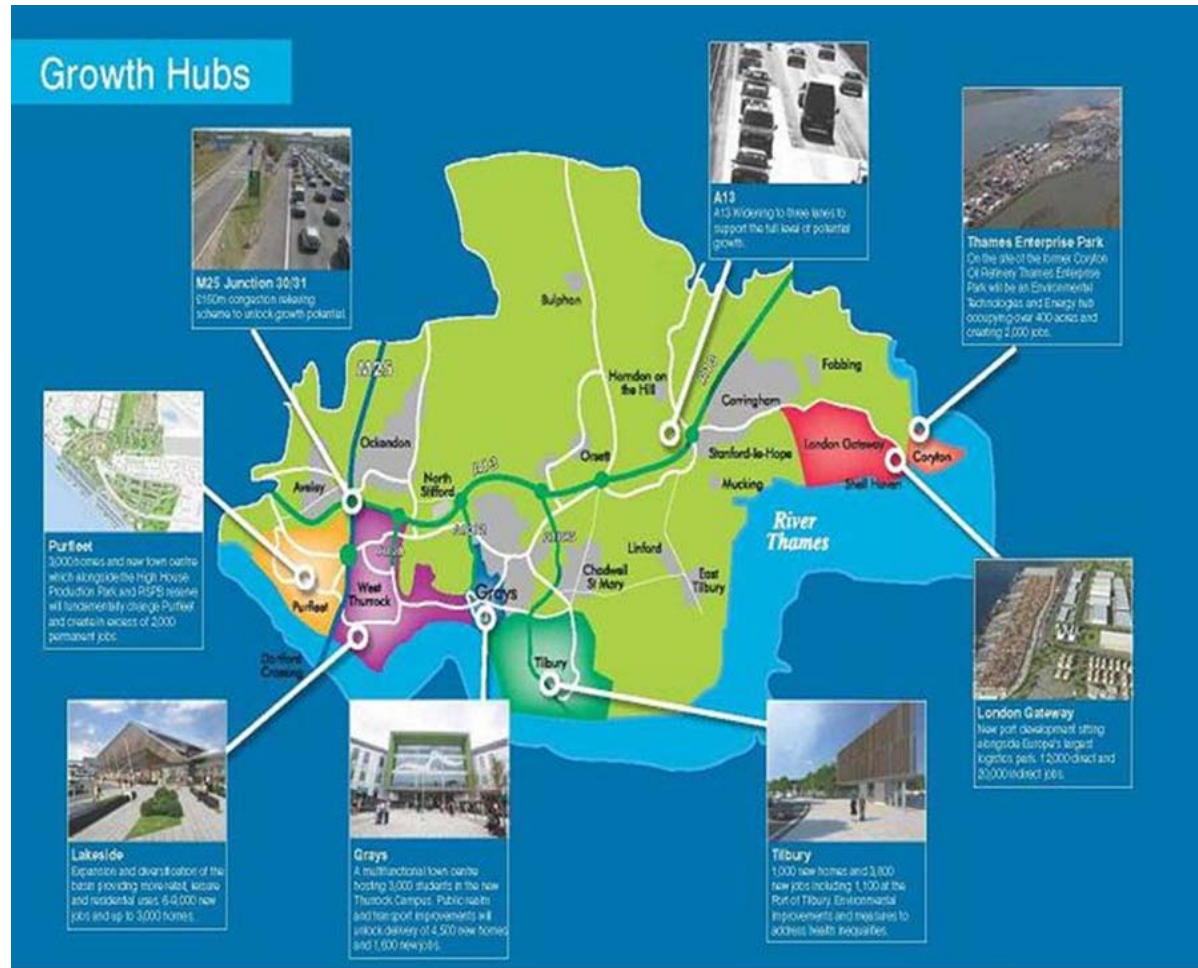 Growth Hubs
M25 Junction 30/31
£150m congestion relieving
scheme to unlock growth potential.
A13
A13 Widening to three lanes to
support the full level of potential
growth.
Thames Enterprise Park
On the site of the former Coryton
Oil Refinery Thames Enterprise
Park will be an Environmental
Technologies and Energy hub
occupying over 400 acres and
creating 2,000 jobs.
Purfleet
3,000 homes and new town centre
which alongside the High House
Production Park and RSPB reserve
will fundamentally change Purfleet
and create in excess of 2,000
permanent jobs.
Bulphan
M25
Ockendon
Aveley
North
Stifford
A13
Orsett
Horndon on
the Hill
A13
Corringham
Fobbing
Stanford-le-Hope
Mucking
London Gateway
Shell Haven
Coryton
River
Thames
Linford
East
Tilbury
Chadwell
St Mary
Grays
West
Thurrock
Purfleet
Dartford
Crossing
Tilbury
Lakeside
Expansion and diversification of the
basin providing more retail, leisure
and residential uses. 6-9,000 new
jobs and up to 3,000 homes.
Grays
A multifunctional town centre
hosting 3,000 students in the new
Thurrock Campus. Public realm
and transport improvements will
unlock delivery of 4,500 new homes
and 1,600 new jobs.
Tilbury
1,000 new homes and 3,800
new jobs including 1,100 at the
Port of Tilbury. Environmental
improvements and measures to
address health inequalities.
London Gateway
New port development sitting
alongside Europe's largest
logistics park. 12,000 direct and
20,000 indirect jobs.